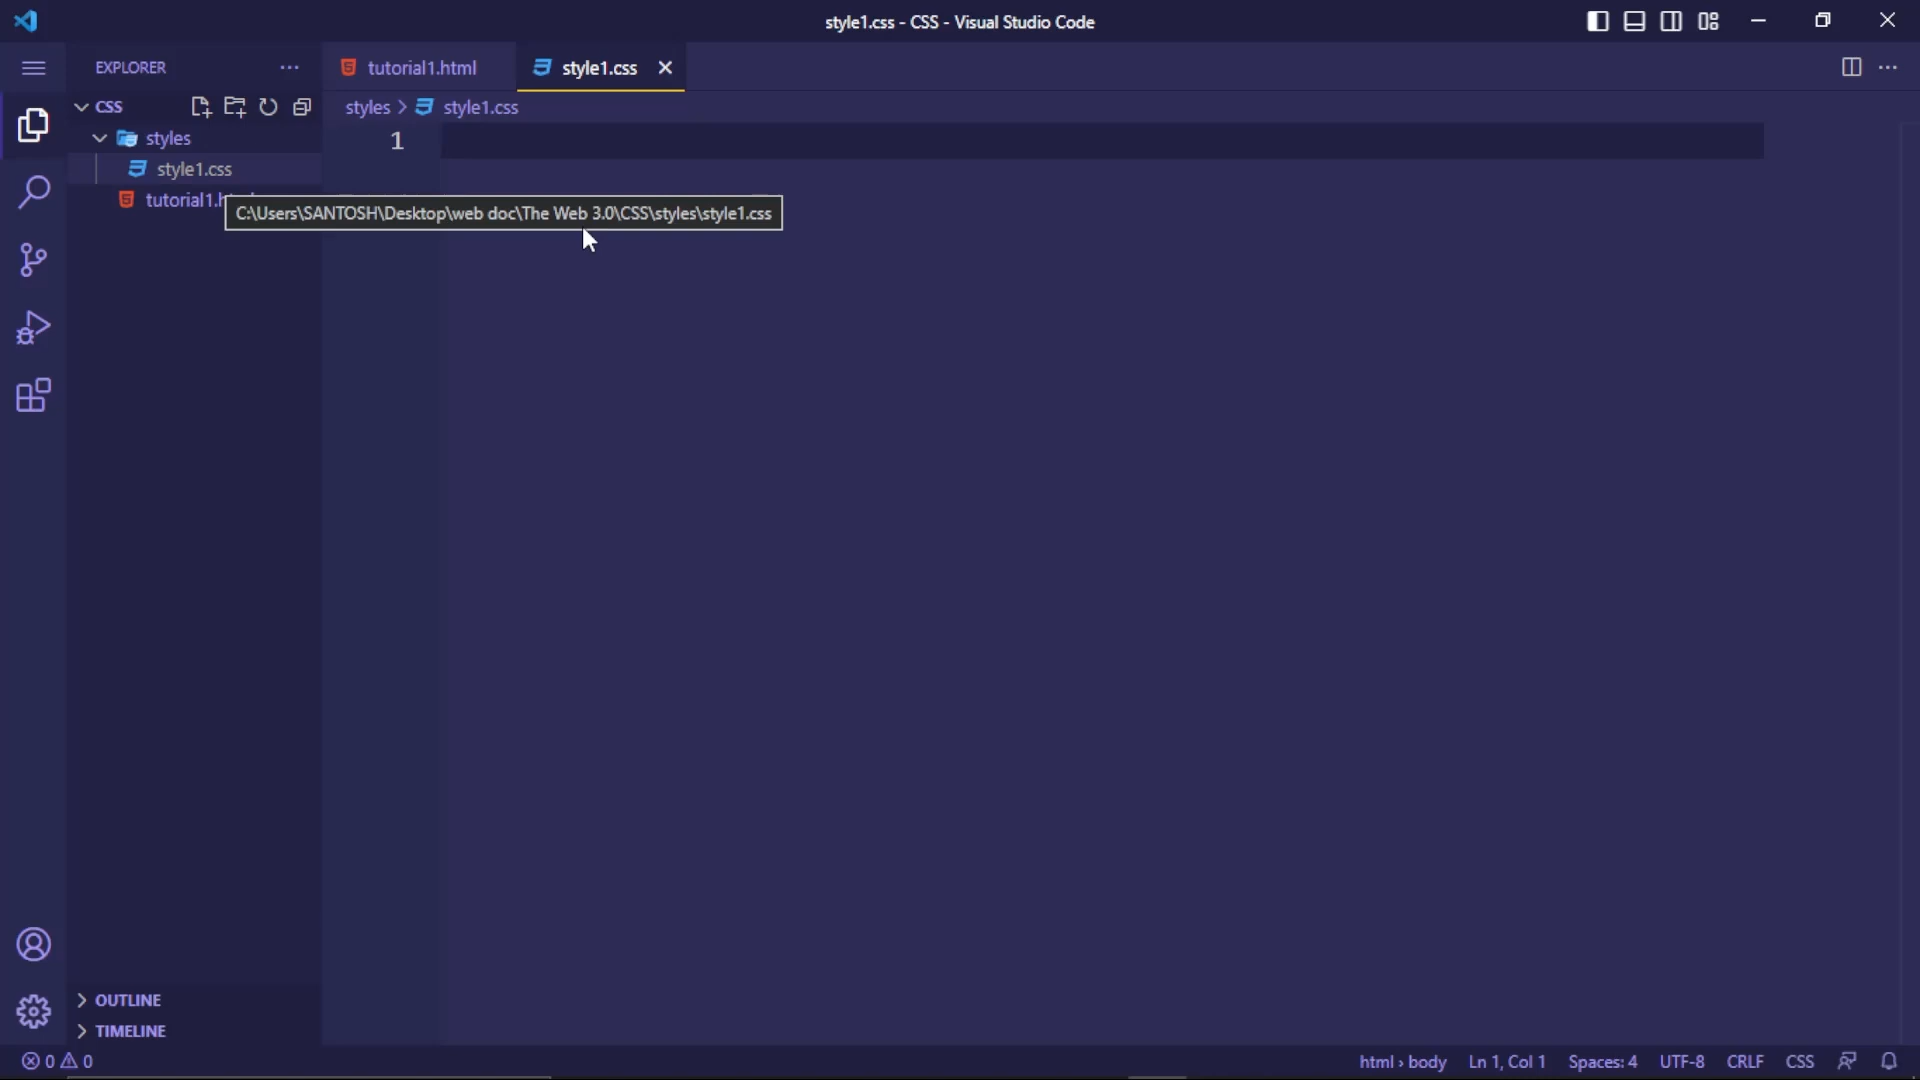 style1.css - CSS - Visual Studio Code
EXPLORER
tutorial1.html
style1.css
CSS
styles > style1.css
styles
1
style1.css
C:\Users\SANTOSH\Desktop\web doc\The Web 3.0\CSS\styles\style1.css
OUTLINE
TIMELINE
0 0
html › body Ln 1, Col 1 Spaces: 4 UTF-8 CRLF CSS